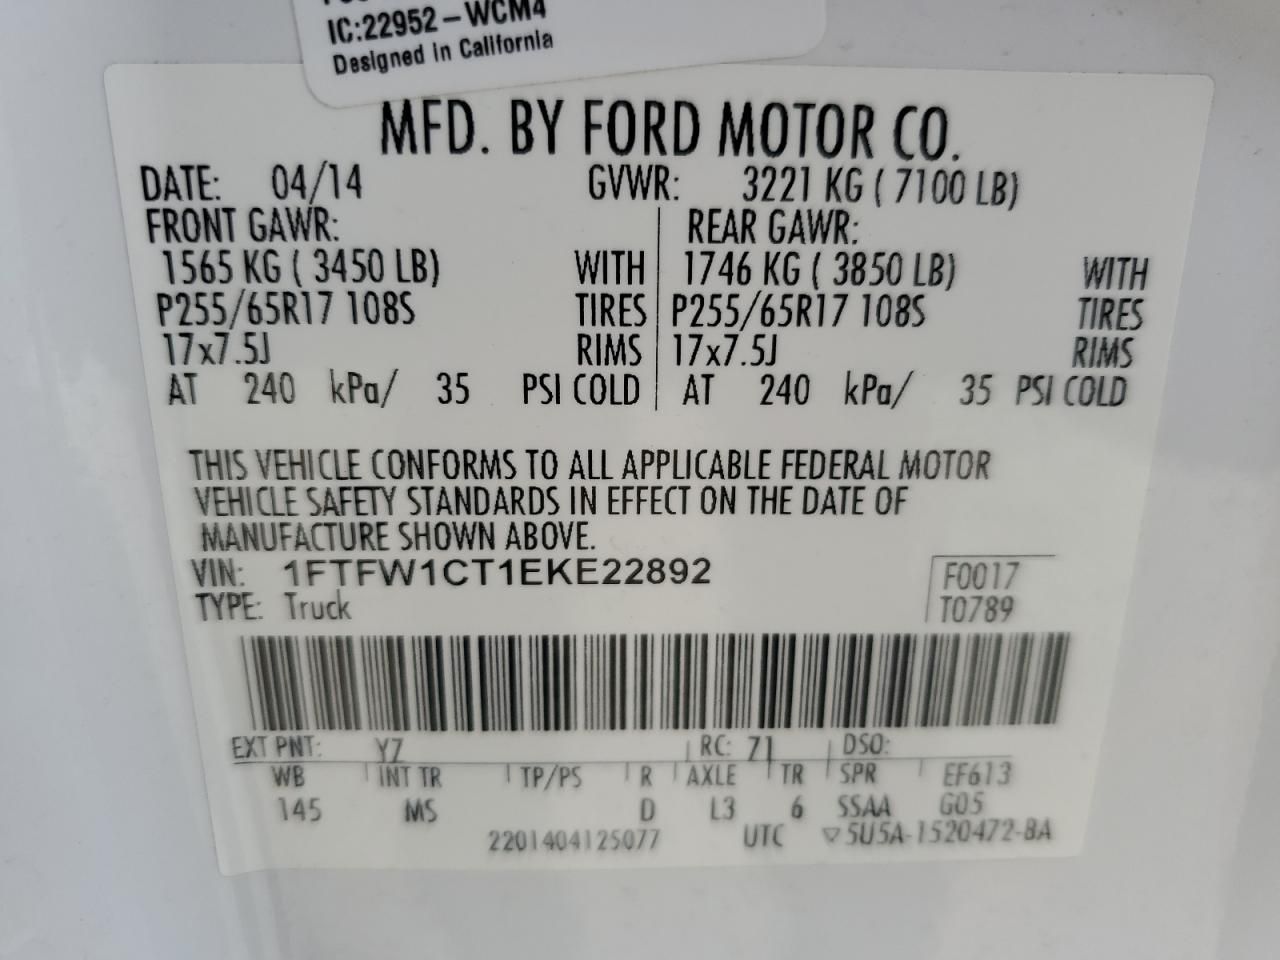 IC:22952-WCM4
Designed in California
MFD. BY FORD MOTOR CO.
DATE: 04/14 GVWR: 3221 KG ( 7100 LB)
FRONT GAWR: REAR GAWR:
1565 KG ( 3450 LB) WITH 1746 KG ( 3850 LB) WITH
P255/65R17 108S TIRES P255/65R17 108S TIRES
17x7.5J RIMS 17x7.5J RIMS
AT 240 kPa/ 35 PSI COLD AT 240 kPa/ 35 PSI COLD
THIS VEHICLE CONFORMS TO ALL APPLICABLE FEDERAL MOTOR
VEHICLE SAFETY STANDARDS IN EFFECT ON THE DATE OF
MANUFACTURE SHOWN ABOVE.
VIN: 1FTFW1CT1EKE22892 F0017
TYPE: Truck T0789
EXT PNT: YZ RC: 71 DSO:
WB INT TR TP/PS R AXLE TR SPR EF613
145 MS D L3 6 SSAA G05
2201404125077 UTC ▽5U5A-1520472-BA